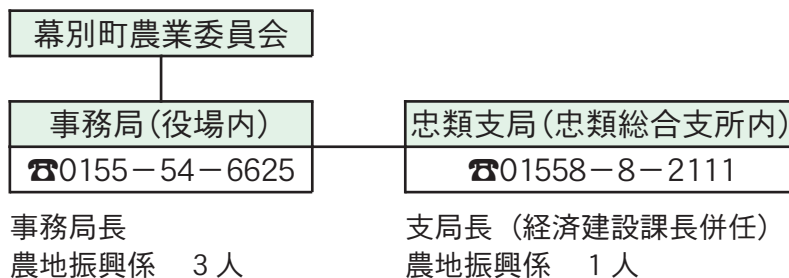 幕別町農業委員会
事務局(役場内)
☎0155－54－6625
忠類支局(忠類総合支所内)
☎01558－8－2111
事務局長
農地振興係　3人
支局長（経済建設課長併任）
農地振興係　1人